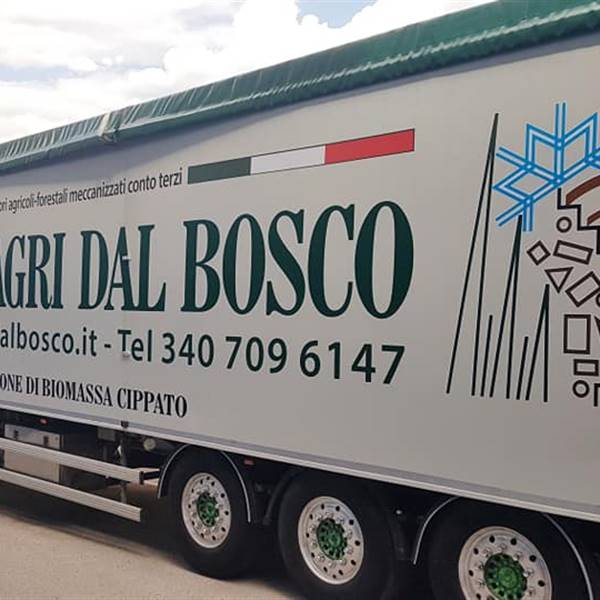 ori agricoli-forestali meccanizzati conto terzi
AGRI DAL BOSCO
albosco.it - Tel 340 709 6147
ONE DI BIOMASSA CIPPATO